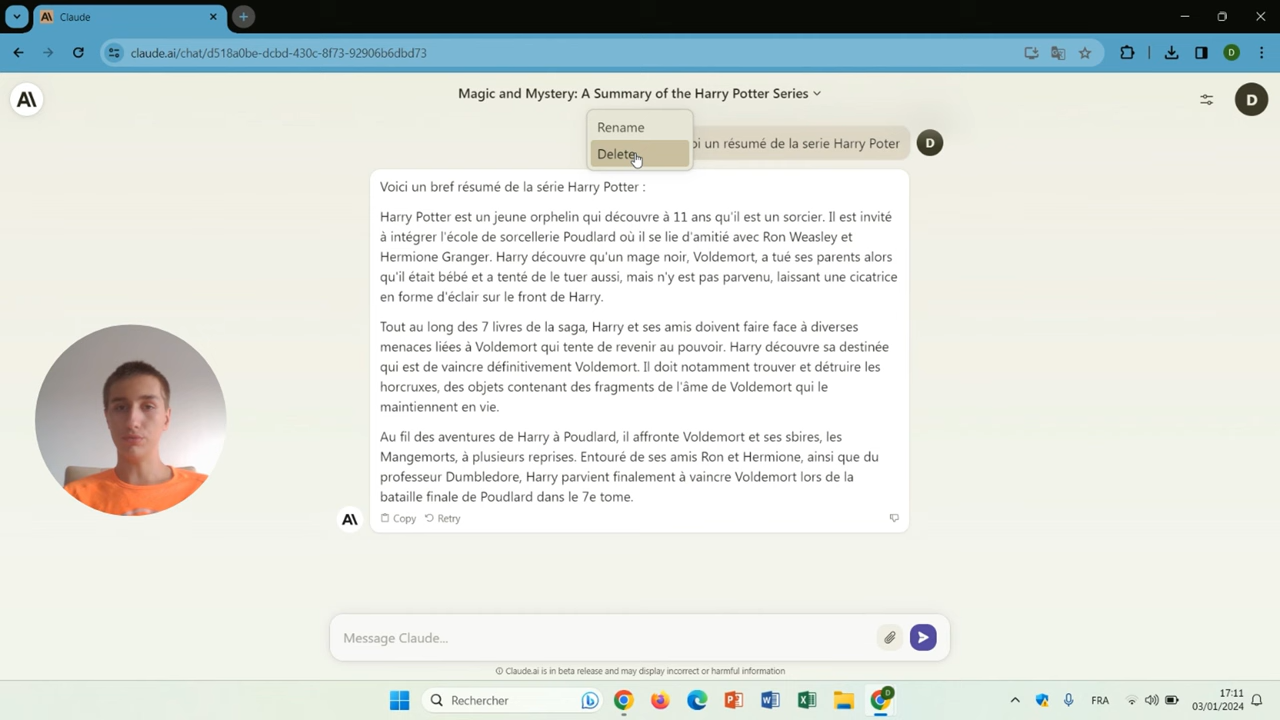 Claude
claude.ai/chat/d518a0be-dcbd-430c-8f73-92906b6dbd73
D
Magic and Mystery: A Summary of the Harry Potter Series
D
Rename
Delete
oi un résumé de la serie Harry Poter
D
Voici un bref résumé de la série Harry Potter :
Harry Potter est un jeune orphelin qui découvre à 11 ans qu'il est un sorcier. Il est invité
à intégrer l'école de sorcellerie Poudlard où il se lie d'amitié avec Ron Weasley et
Hermione Granger. Harry découvre qu'un mage noir, Voldemort, a tué ses parents alors
qu'il était bébé et a tenté de le tuer aussi, mais n'y est pas parvenu, laissant une cicatrice
en forme d'éclair sur le front de Harry.
Tout au long des 7 livres de la saga, Harry et ses amis doivent faire face à diverses
menaces liées à Voldemort qui tente de revenir au pouvoir. Harry découvre sa destinée
qui est de vaincre définitivement Voldemort. Il doit notamment trouver et détruire les
horcruxes, des objets contenant des fragments de l'âme de Voldemort qui le
maintiennent en vie.
Au fil des aventures de Harry à Poudlard, il affronte Voldemort et ses sbires, les
Mangemorts, à plusieurs reprises. Entouré de ses amis Ron et Hermione, ainsi que du
professeur Dumbledore, Harry parvient finalement à vaincre Voldemort lors de la
bataille finale de Poudlard dans le 7e tome.
Copy Retry
Message Claude...
Claude.ai is in beta release and may display incorrect or harmful information
Rechercher
D
FRA
17:11
03/01/2024